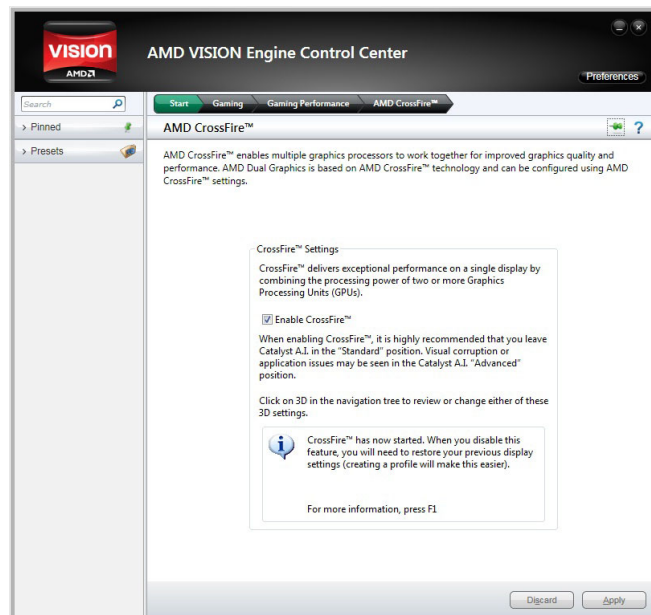 VISION
AMD
AMD VISION Engine Control Center
Preferences
Search
Start Gaming Gaming Performance AMD CrossFire™
> Pinned
AMD CrossFire™
?
> Presets
AMD CrossFire™ enables multiple graphics processors to work together for improved graphics quality and
performance. AMD Dual Graphics is based on AMD CrossFire™ technology and can be configured using AMD
CrossFire™ settings.
CrossFire™ Settings
CrossFire™ delivers exceptional performance on a single display by
combining the processing power of two or more Graphics
Processing Units (GPUs).
Enable CrossFire™
When enabling CrossFire™, it is highly recommended that you leave
Catalyst A.I. in the "Standard" position. Visual corruption or
application issues may be seen in the Catalyst A.I. "Advanced"
position.
Click on 3D in the navigation tree to review or change either of these
3D settings.
CrossFire™ has now started. When you disable this
feature, you will need to restore your previous display
settings (creating a profile will make this easier).
For more information, press F1
Discard
Apply